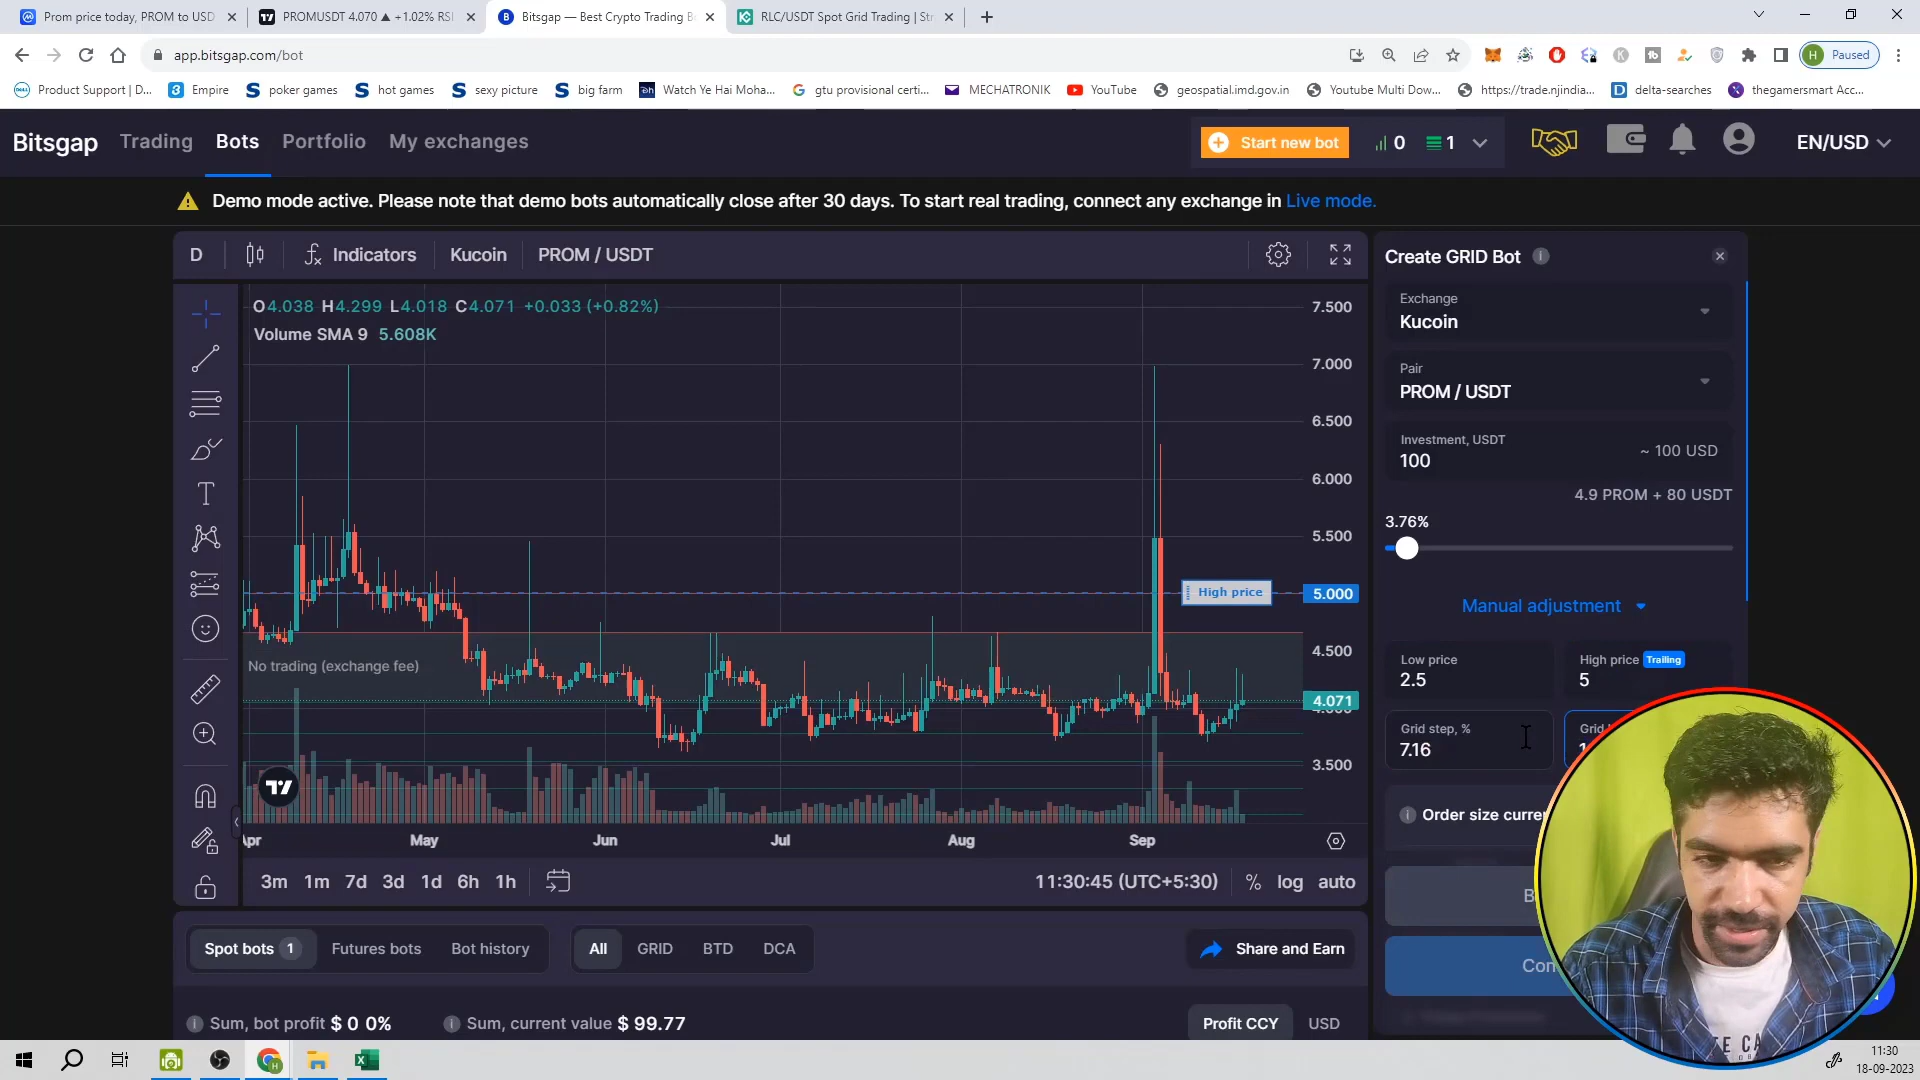 Prom price today, PROM to USD
PROMUSDT 4.070 ▲ +1.02% RSI
Bitsgap — Best Crypto Trading B
RLC/USDT Spot Grid Trading | Str
app.bitsgap.com/bot
H Paused
Product Support | D...
Empire
poker games
hot games
sexy picture
big farm
Watch Ye Hai Moha...
gtu provisional certi...
MECHATRONIK
YouTube
geospatial.imd.gov.in
Youtube Multi Dow...
https://trade.njindia...
delta-searches
thegamersmart Acc...
Bitsgap Trading Bots Portfolio My exchanges
Start new bot 0 1 EN/USD
Demo mode active. Please note that demo bots automatically close after 30 days. To start real trading, connect any exchange in Live mode.
D Indicators Kucoin PROM / USDT
O4.038 H4.299 L4.018 C4.071 +0.033 (+0.82%)
Volume SMA 9 5.608K
7.500
7.000
6.500
6.000
5.500
High price 5.000
4.500
No trading (exchange fee)
4.071
3.500
Apr May Jun Jul Aug Sep
3m 1m 7d 3d 1d 6h 1h
11:30:45 (UTC+5:30) % log auto
Create GRID Bot
Exchange
Kucoin
Pair
PROM / USDT
Investment, USDT
100
~ 100 USD
4.9 PROM + 80 USDT
3.76%
Manual adjustment
Low price
2.5
High price Trailing
5
Grid step, %
7.16
Grid
Order size curre
Spot bots 1 Futures bots Bot history
All GRID BTD DCA
Share and Earn
Sum, bot profit $ 0 0%
Sum, current value $ 99.77
Profit CCY USD
11:30
18-09-2023